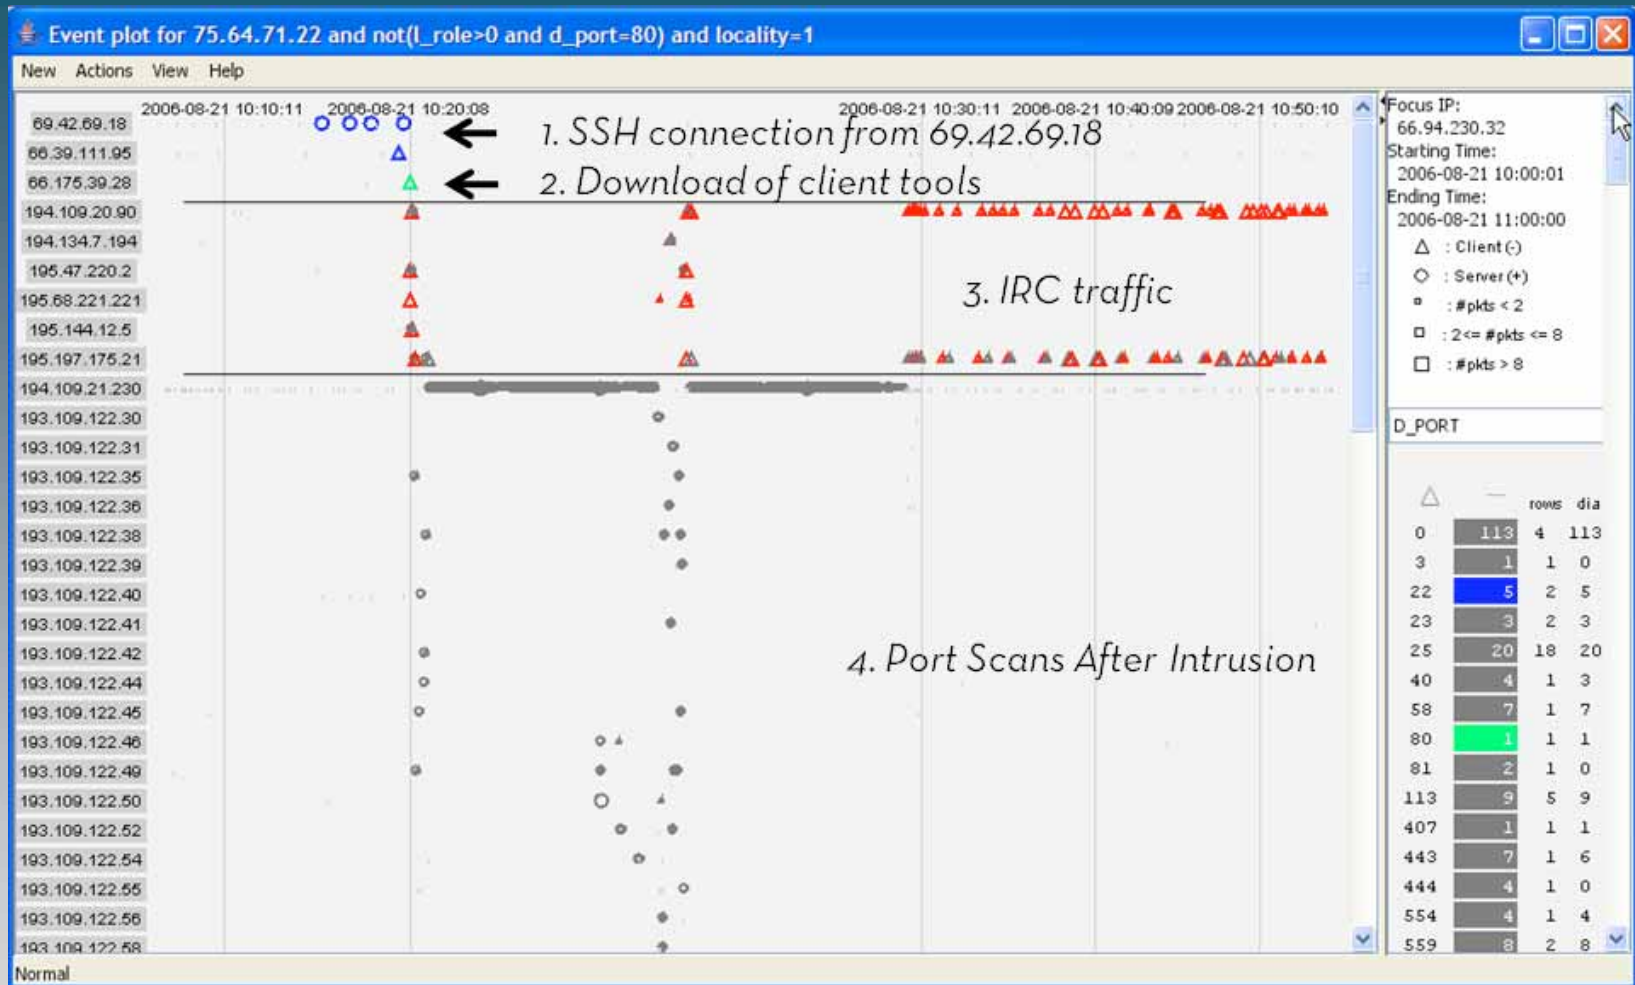 Event plot for 75.64.71.22 and not(l_role>0 and d_port=80) and locality=1
New Actions View Help
2006-08-21 10:10:11 2006-08-21 10:20:08 2006-08-21 10:30:11 2006-08-21 10:40:09 2006-08-21 10:50:10
69.42.69.18
66.39.111.95
66.175.39.28
194.109.20.90
194.134.7.194
195.47.220.2
195.68.221.221
195.144.12.5
195.197.175.21
194.109.21.230
193.109.122.30
193.109.122.31
193.109.122.35
193.109.122.36
193.109.122.38
193.109.122.39
193.109.122.40
193.109.122.41
193.109.122.42
193.109.122.44
193.109.122.45
193.109.122.46
193.109.122.49
193.109.122.50
193.109.122.52
193.109.122.54
193.109.122.55
193.109.122.56
193.109.122.58
1. SSH connection from 69.42.69.18
2. Download of client tools
3. IRC traffic
4. Port Scans After Intrusion
Focus IP:
66.94.230.32
Starting Time:
2006-08-21 10:00:01
Ending Time:
2006-08-21 11:00:00
: Client (-)
: Server (+)
: #pkts < 2
: 2<= #pkts <= 8
: #pkts > 8
D_PORT
rows dia
0 113 4 113
3 1 1 0
22 5 2 5
23 3 2 3
25 20 18 20
40 4 1 3
58 7 1 7
80 1 1 1
81 2 1 0
113 9 5 9
407 1 1 1
443 7 1 6
444 4 1 0
554 4 1 4
559 8 2 8
Normal